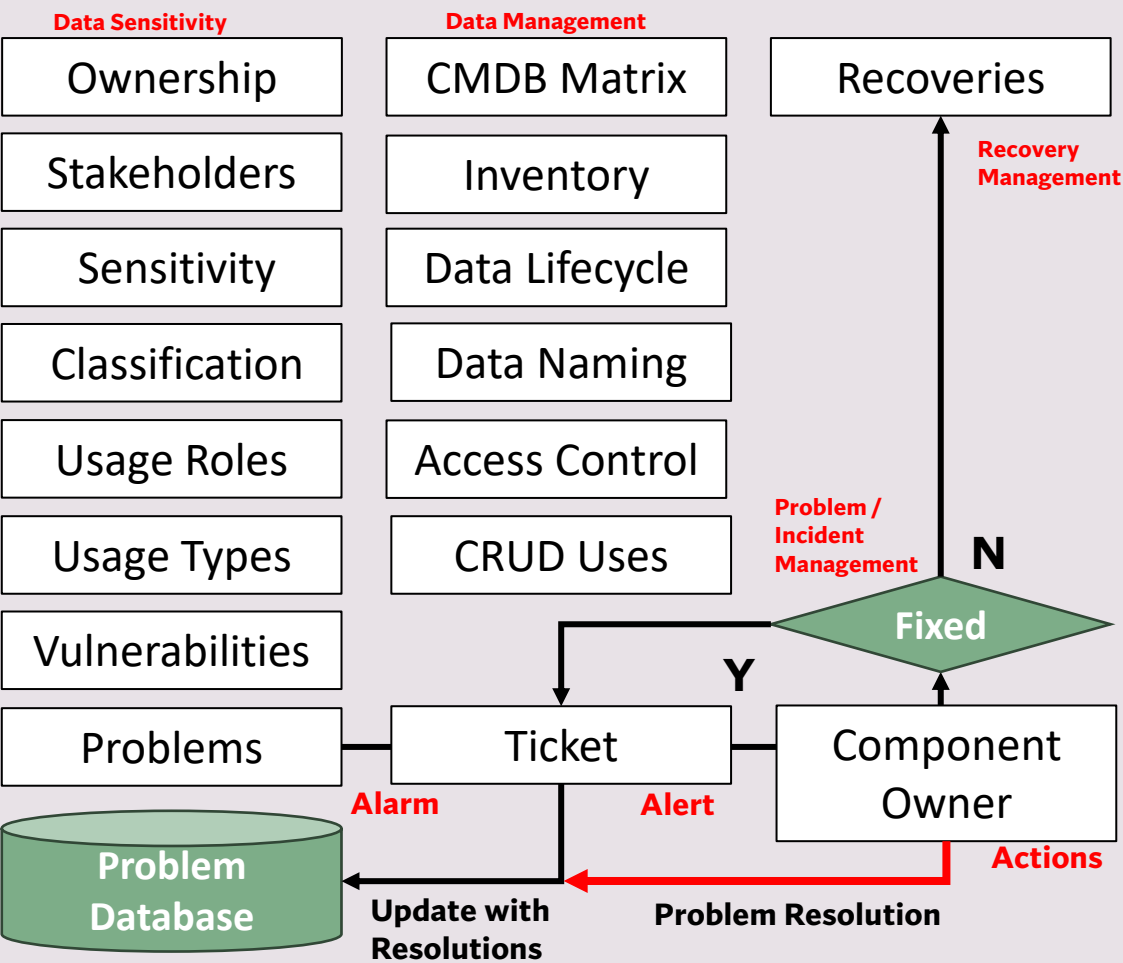 Data Sensitivity
Ownership
Stakeholders
Sensitivity
Classification
Usage Roles
Usage Types
Vulnerabilities
Problems
Data Management
CMDB Matrix
Inventory
Data Lifecycle
Data Naming
Access Control
CRUD Uses
Recoveries
Recovery
Management
Problem /
Incident
Management
N
Fixed
Y
Ticket
Component
Owner
Alarm
Alert
Actions
Problem
Database
Update with
Resolutions
Problem Resolution